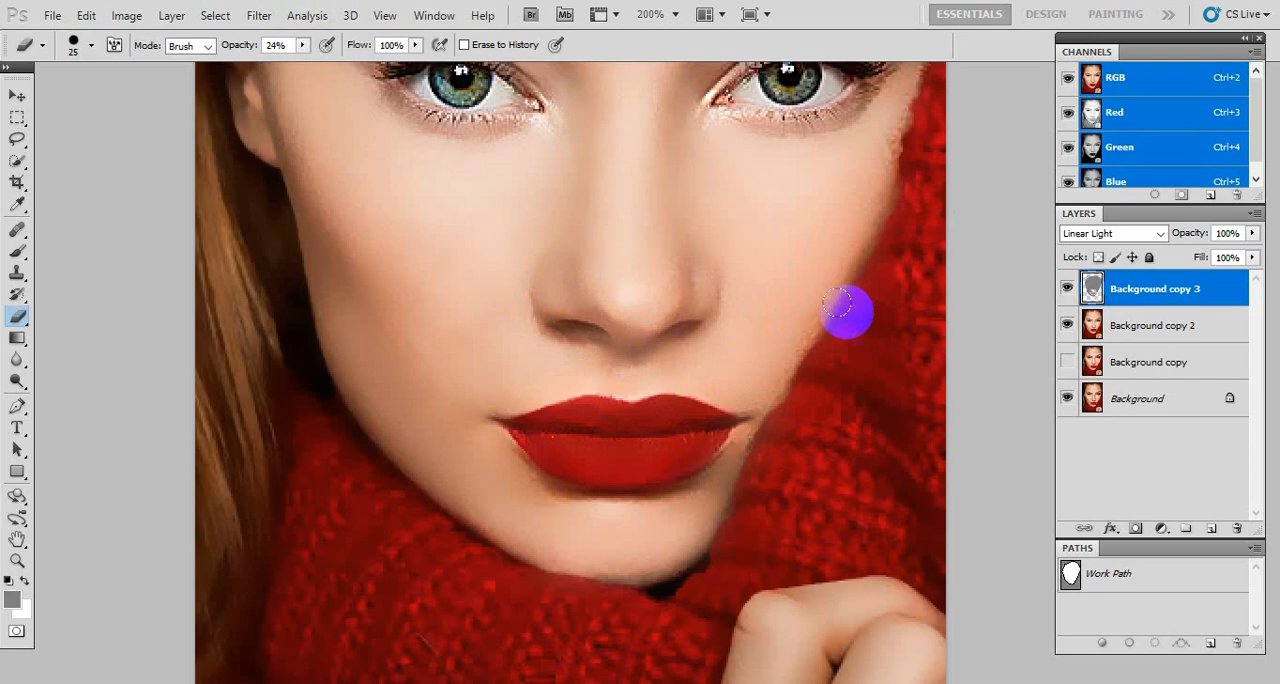 Ps File Edit Image Layer Select Filter Analysis 3D View Window Help Br Mb 200% ESSENTIALS DESIGN PAINTING CS Live
25 Mode: Brush Opacity: 24% Flow: 100% Erase to History
CHANNELS
RGB Ctrl+2
Red Ctrl+3
Green Ctrl+4
Blue Ctrl+5
LAYERS
Linear Light Opacity: 100%
Lock: Fill: 100%
Background copy 3
Background copy 2
Background copy
Background
fx
PATHS
Work Path
T